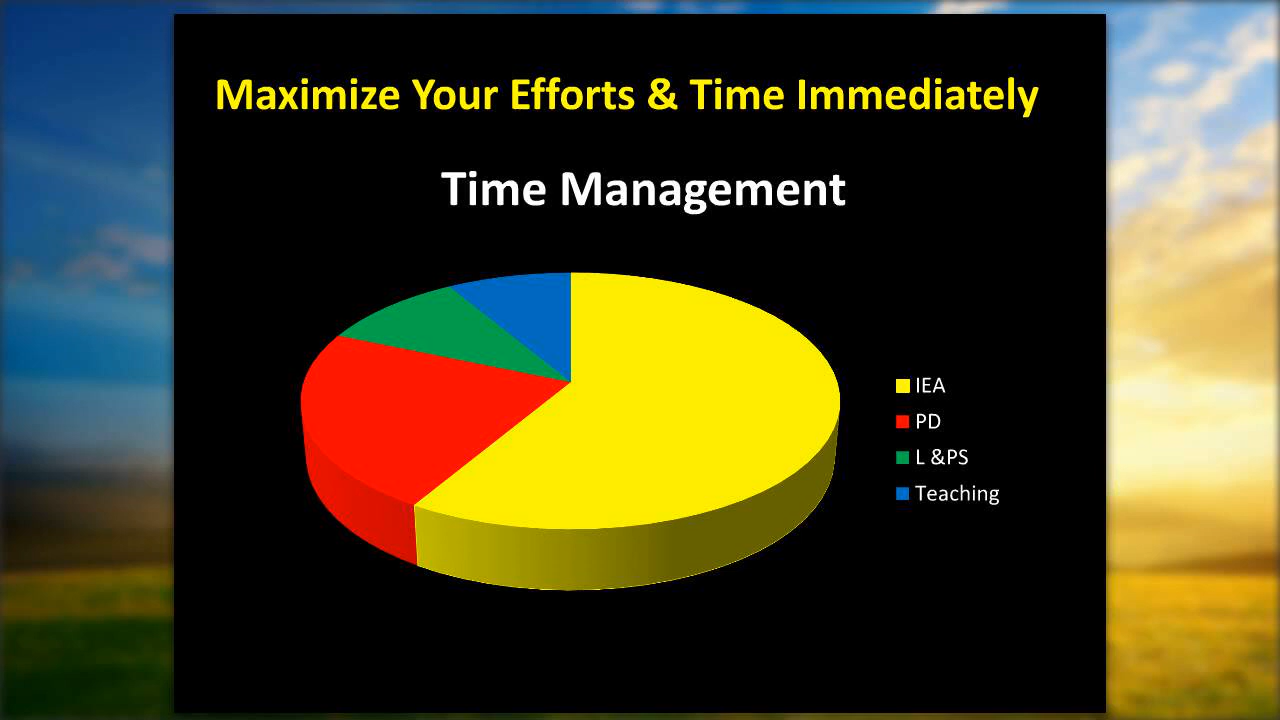 Maximize Your Efforts & Time Immediately
Time Management
IEA
PD
L &PS
Teaching